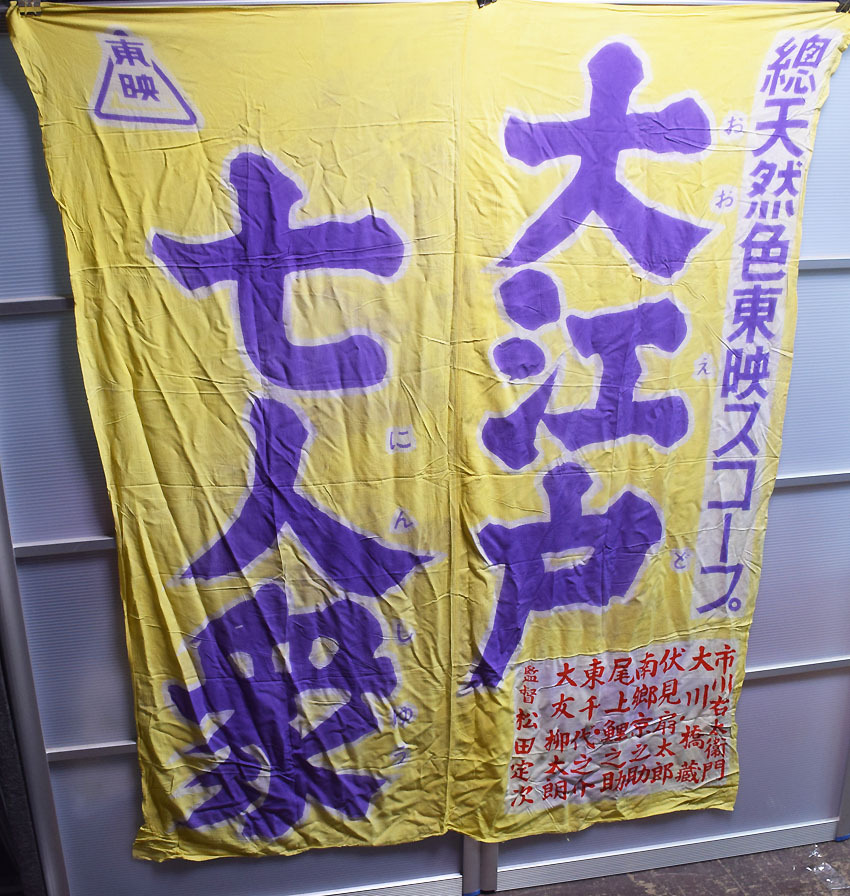 總天然色東映スコープ
大江戸
おおえど
七人衆
にんしゅう
東映
市川右太衛門
大川橋蔵
伏見扇太郎
南郷京之助
尾上鯉之助
東千代之介
大友柳太朗
監督松田定次